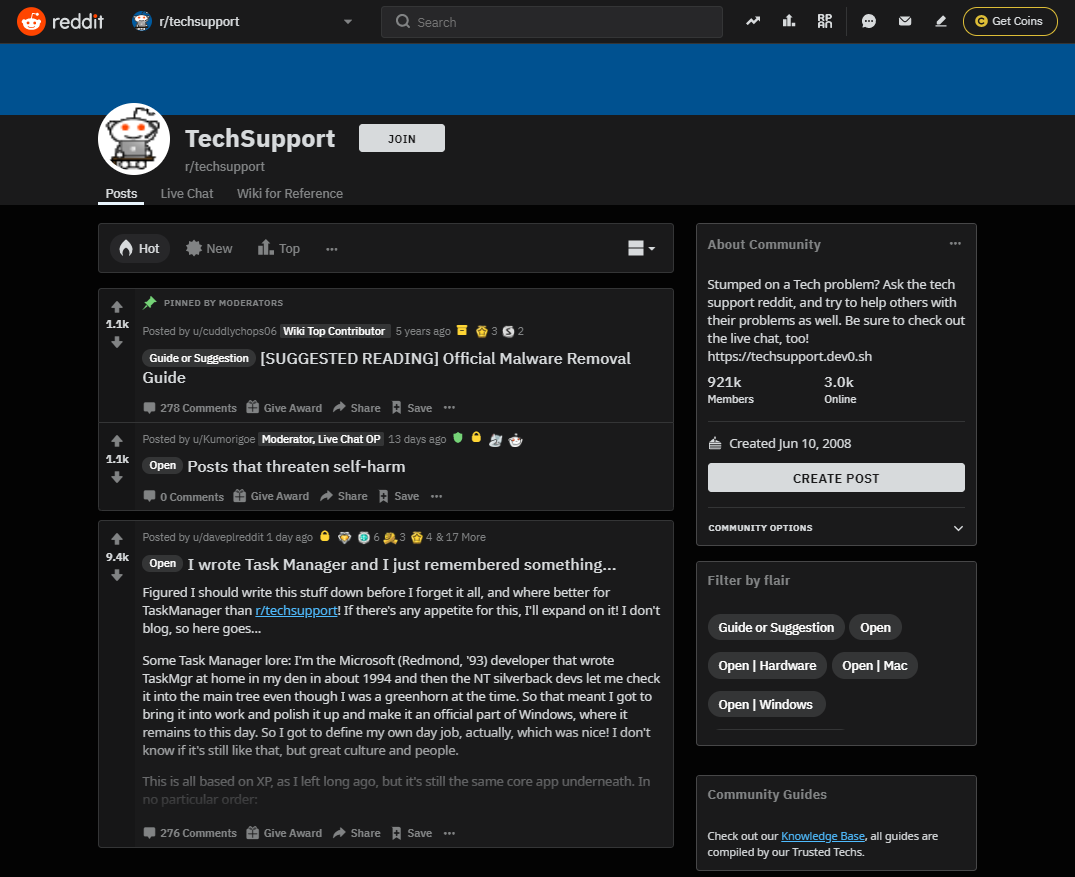 reddit
r/techsupport
Search
RPAN
Get Coins
TechSupport
JOIN
r/techsupport
Posts
Live Chat
Wiki for Reference
Hot
New
Top
1.1k
PINNED BY MODERATORS
Posted by u/cuddlychops06 Wiki Top Contributor 5 years ago 3 S 2
Guide or Suggestion [SUGGESTED READING] Official Malware Removal
Guide
278 Comments Give Award Share Save
1.1k
Posted by u/Kumorigoe Moderator, Live Chat OP 13 days ago
Open Posts that threaten self-harm
0 Comments Give Award Share Save
9.4k
Posted by u/daveplreddit 1 day ago 6 3 4 & 17 More
Open I wrote Task Manager and I just remembered something...
Figured I should write this stuff down before I forget it all, and where better for
TaskManager than r/techsupport! If there's any appetite for this, I'll expand on it! I don't
blog, so here goes...
Some Task Manager lore: I'm the Microsoft (Redmond, '93) developer that wrote
TaskMgr at home in my den in about 1994 and then the NT silverback devs let me check
it into the main tree even though I was a greenhorn at the time. So that meant I got to
bring it into work and polish it up and make it an official part of Windows, where it
remains to this day. So I got to define my own day job, actually, which was nice! I don't
know if it's still like that, but great culture and people.
This is all based on XP, as I left long ago, but it's still the same core app underneath. In
no particular order:
276 Comments Give Award Share Save
About Community
Stumped on a Tech problem? Ask the tech
support reddit, and try to help others with
their problems as well. Be sure to check out
the live chat, too!
https://techsupport.dev0.sh
921k 3.0k
Members Online
Created Jun 10, 2008
CREATE POST
COMMUNITY OPTIONS
Filter by flair
Guide or Suggestion Open
Open | Hardware Open | Mac
Open | Windows
Community Guides
Check out our Knowledge Base, all guides are
compiled by our Trusted Techs.